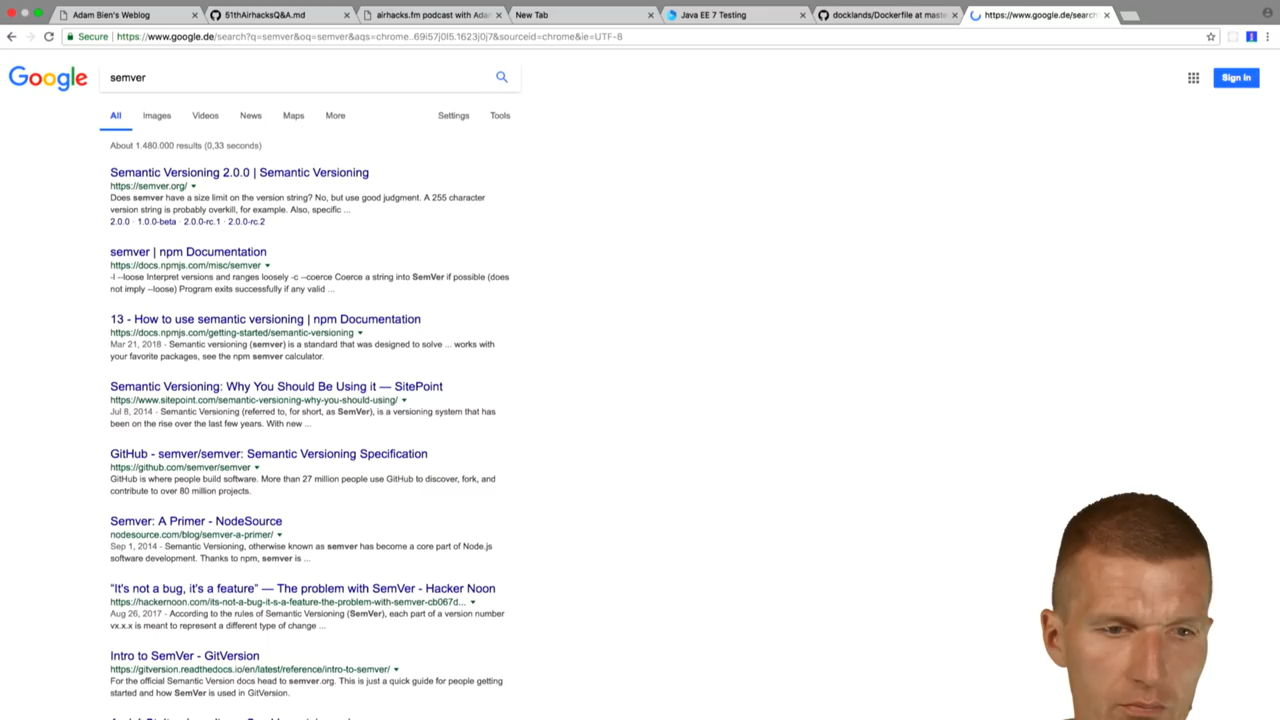 Adam Bien's Weblog
51thAirhacksQ&A.md
airhacks.fm podcast with Adam
New Tab
Java EE 7 Testing
docklands/Dockerfile at maste
https://www.google.de/search
Secure
https://www.google.de/search?q=semver&oq=semver&aqs=chrome..69i57j0l5.1623j0j7&sourceid=chrome&ie=UTF-8
Google
semver
Sign in
All Images Videos News Maps More Settings Tools
About 1.480.000 results (0,33 seconds)
Semantic Versioning 2.0.0 | Semantic Versioning
https://semver.org/
Does semver have a size limit on the version string? No, but use good judgment. A 255 character
version string is probably overkill, for example. Also, specific ...
2.0.0 · 1.0.0-beta · 2.0.0-rc.1 · 2.0.0-rc.2
semver | npm Documentation
https://docs.npmjs.com/misc/semver
-l --loose Interpret versions and ranges loosely -c --coerce Coerce a string into SemVer if possible (does
not imply --loose) Program exits successfully if any valid ...
13 - How to use semantic versioning | npm Documentation
https://docs.npmjs.com/getting-started/semantic-versioning
Mar 21, 2018 - Semantic versioning (semver) is a standard that was designed to solve ... works with
your favorite packages, see the npm semver calculator.
Semantic Versioning: Why You Should Be Using it — SitePoint
https://www.sitepoint.com/semantic-versioning-why-you-should-using/
Jul 8, 2014 - Semantic Versioning (referred to, for short, as SemVer), is a versioning system that has
been on the rise over the last few years. With new ...
GitHub - semver/semver: Semantic Versioning Specification
https://github.com/semver/semver
GitHub is where people build software. More than 27 million people use GitHub to discover, fork, and
contribute to over 80 million projects.
Semver: A Primer - NodeSource
nodesource.com/blog/semver-a-primer/
Sep 1, 2014 - Semantic Versioning, otherwise known as semver has become a core part of Node.js
software development. Thanks to npm, semver is ...
"It's not a bug, it's a feature" — The problem with SemVer - Hacker Noon
https://hackernoon.com/its-not-a-bug-it-s-a-feature-the-problem-with-semver-cb067d...
Aug 26, 2017 - According to the rules of Semantic Versioning (SemVer), each part of a version number
vx.x.x is meant to represent a different type of change ...
Intro to SemVer - GitVersion
https://gitversion.readthedocs.io/en/latest/reference/intro-to-semver/
For the official Semantic Version docs head to semver.org. This is just a quick guide for people getting
started and how SemVer is used in GitVersion.